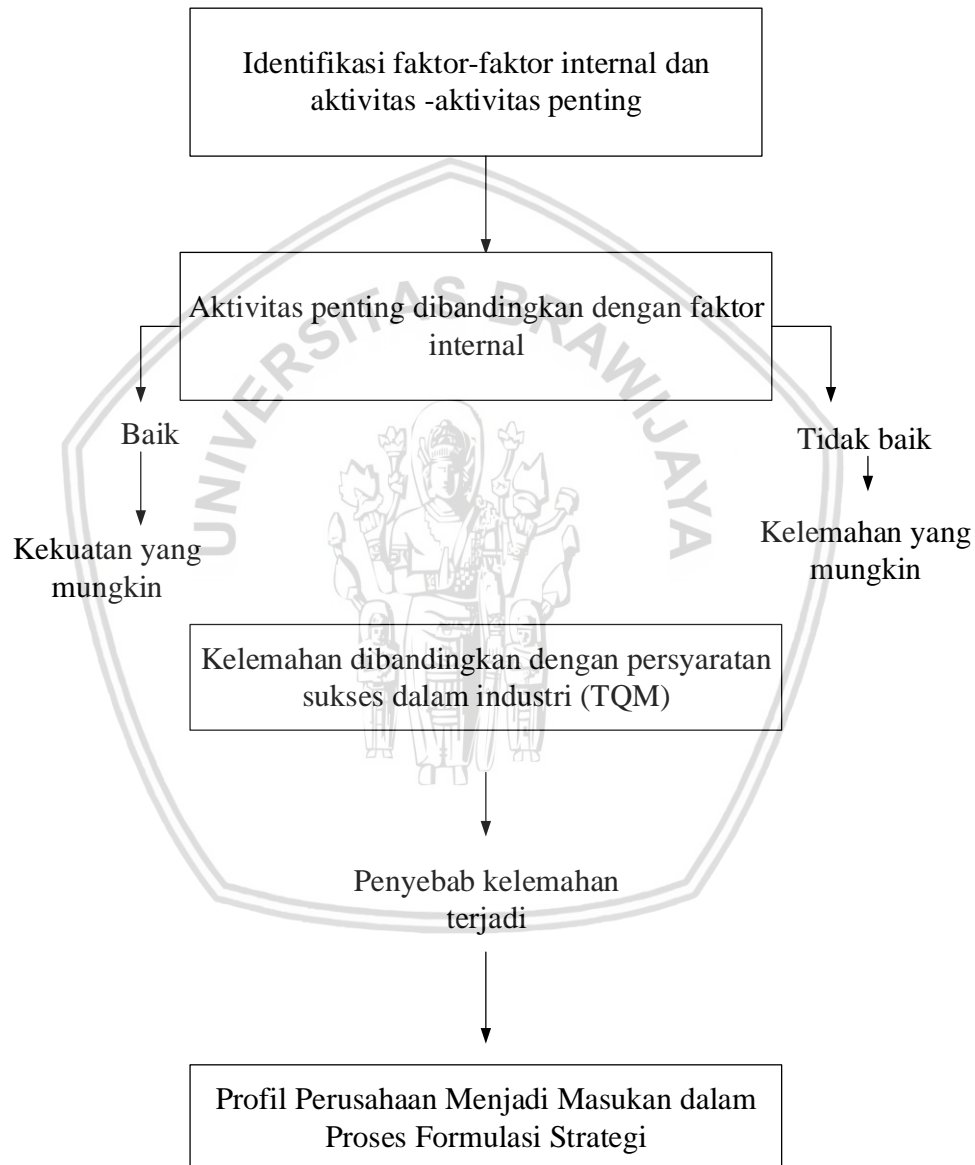 Identifikasi faktor-faktor internal dan
aktivitas -aktivitas penting
UNIVERSITAS BRAWIJAYA
Aktivitas penting dibandingkan dengan faktor
internal
Baik
Tidak baik
Kekuatan yang
mungkin
Kelemahan yang
mungkin
Kelemahan dibandingkan dengan persyaratan
sukses dalam industri (TQM)
Penyebab kelemahan
terjadi
Profil Perusahaan Menjadi Masukan dalam
Proses Formulasi Strategi